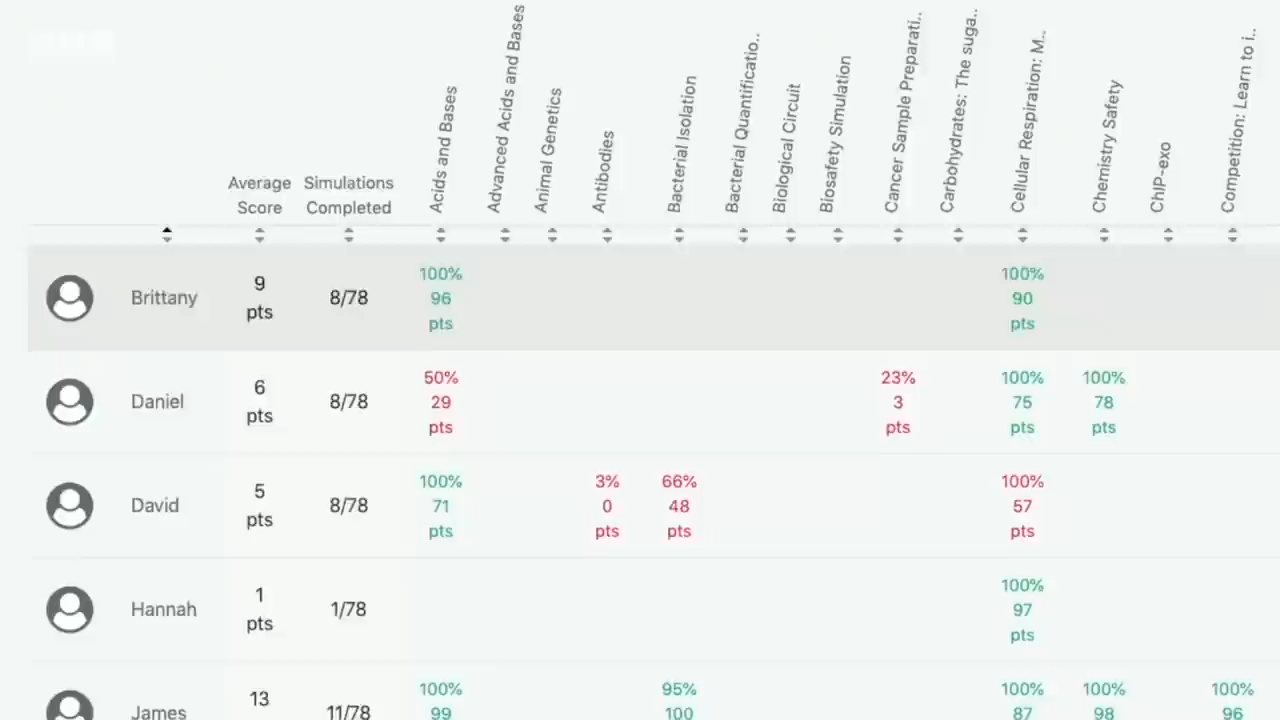 Average Score
Simulations Completed
Acids and Bases
Advanced Acids and Bases
Animal Genetics
Antibodies
Bacterial Isolation
Bacterial Quantificatio..
Biological Circuit
Biosafety Simulation
Cancer Sample Preparati..
Carbohydrates: The suga..
Cellular Respiration: M..
Chemistry Safety
ChIP-exo
Competition: Learn to i..
100% 100%
Brittany 9 pts 8/78 96 90
pts pts
50% 23% 100% 100%
Daniel 6 pts 8/78 29 3 75 78
pts pts pts pts
100% 3% 66% 100%
David 5 pts 8/78 71 0 48 57
pts pts pts pts
100%
Hannah 1 pts 1/78 97
pts
100% 95% 100% 100% 100%
James 13 11/78 99 100 87 98 96